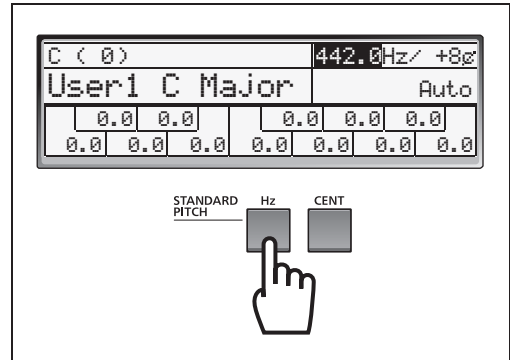 C ( 0) 442.0Hz/ +8¢
User1 C Major Auto
0.0 0.0 0.0 0.0 0.0
0.0 0.0 0.0 0.0 0.0 0.0 0.0
STANDARD PITCH Hz CENT